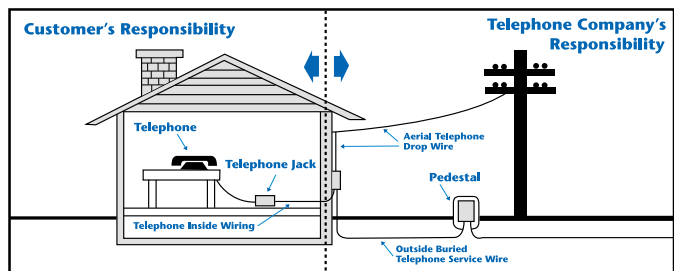 Customer's Responsibility
Telephone Company's
Responsibility
Telephone
Telephone Jack
Telephone Inside Wiring
Aerial Telephone
Drop Wire
Pedestal
Outside Buried
Telephone Service Wire